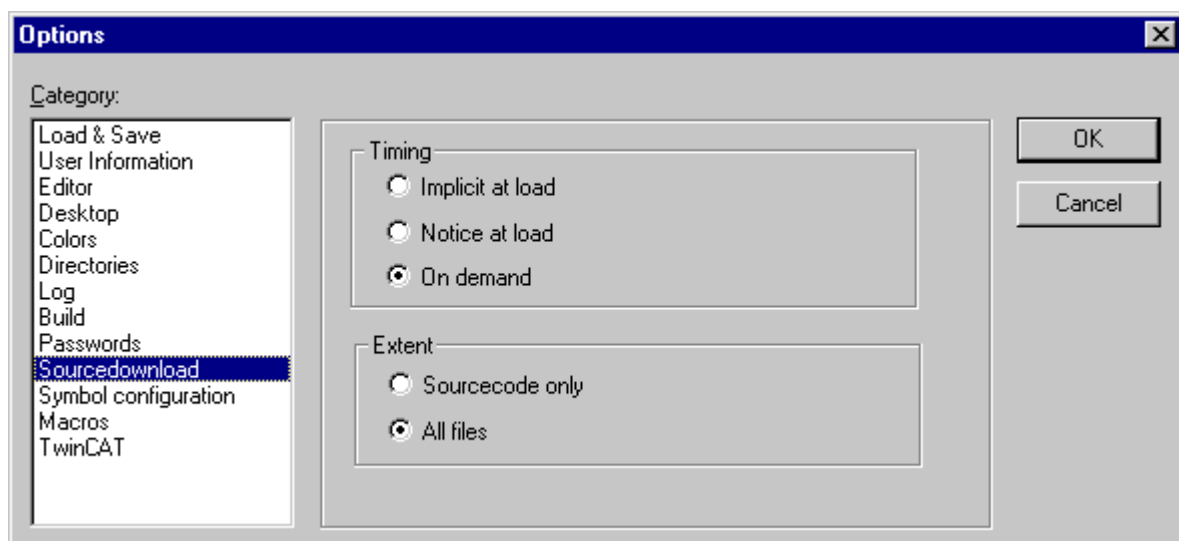 Options
Category:
Load & Save
User Information
Editor
Desktop
Colors
Directories
Log
Build
Passwords
Sourcedownload
Symbol configuration
Macros
TwinCAT
Timing
Implicit at load
Notice at load
On demand
Extent
Sourcecode only
All files
OK
Cancel